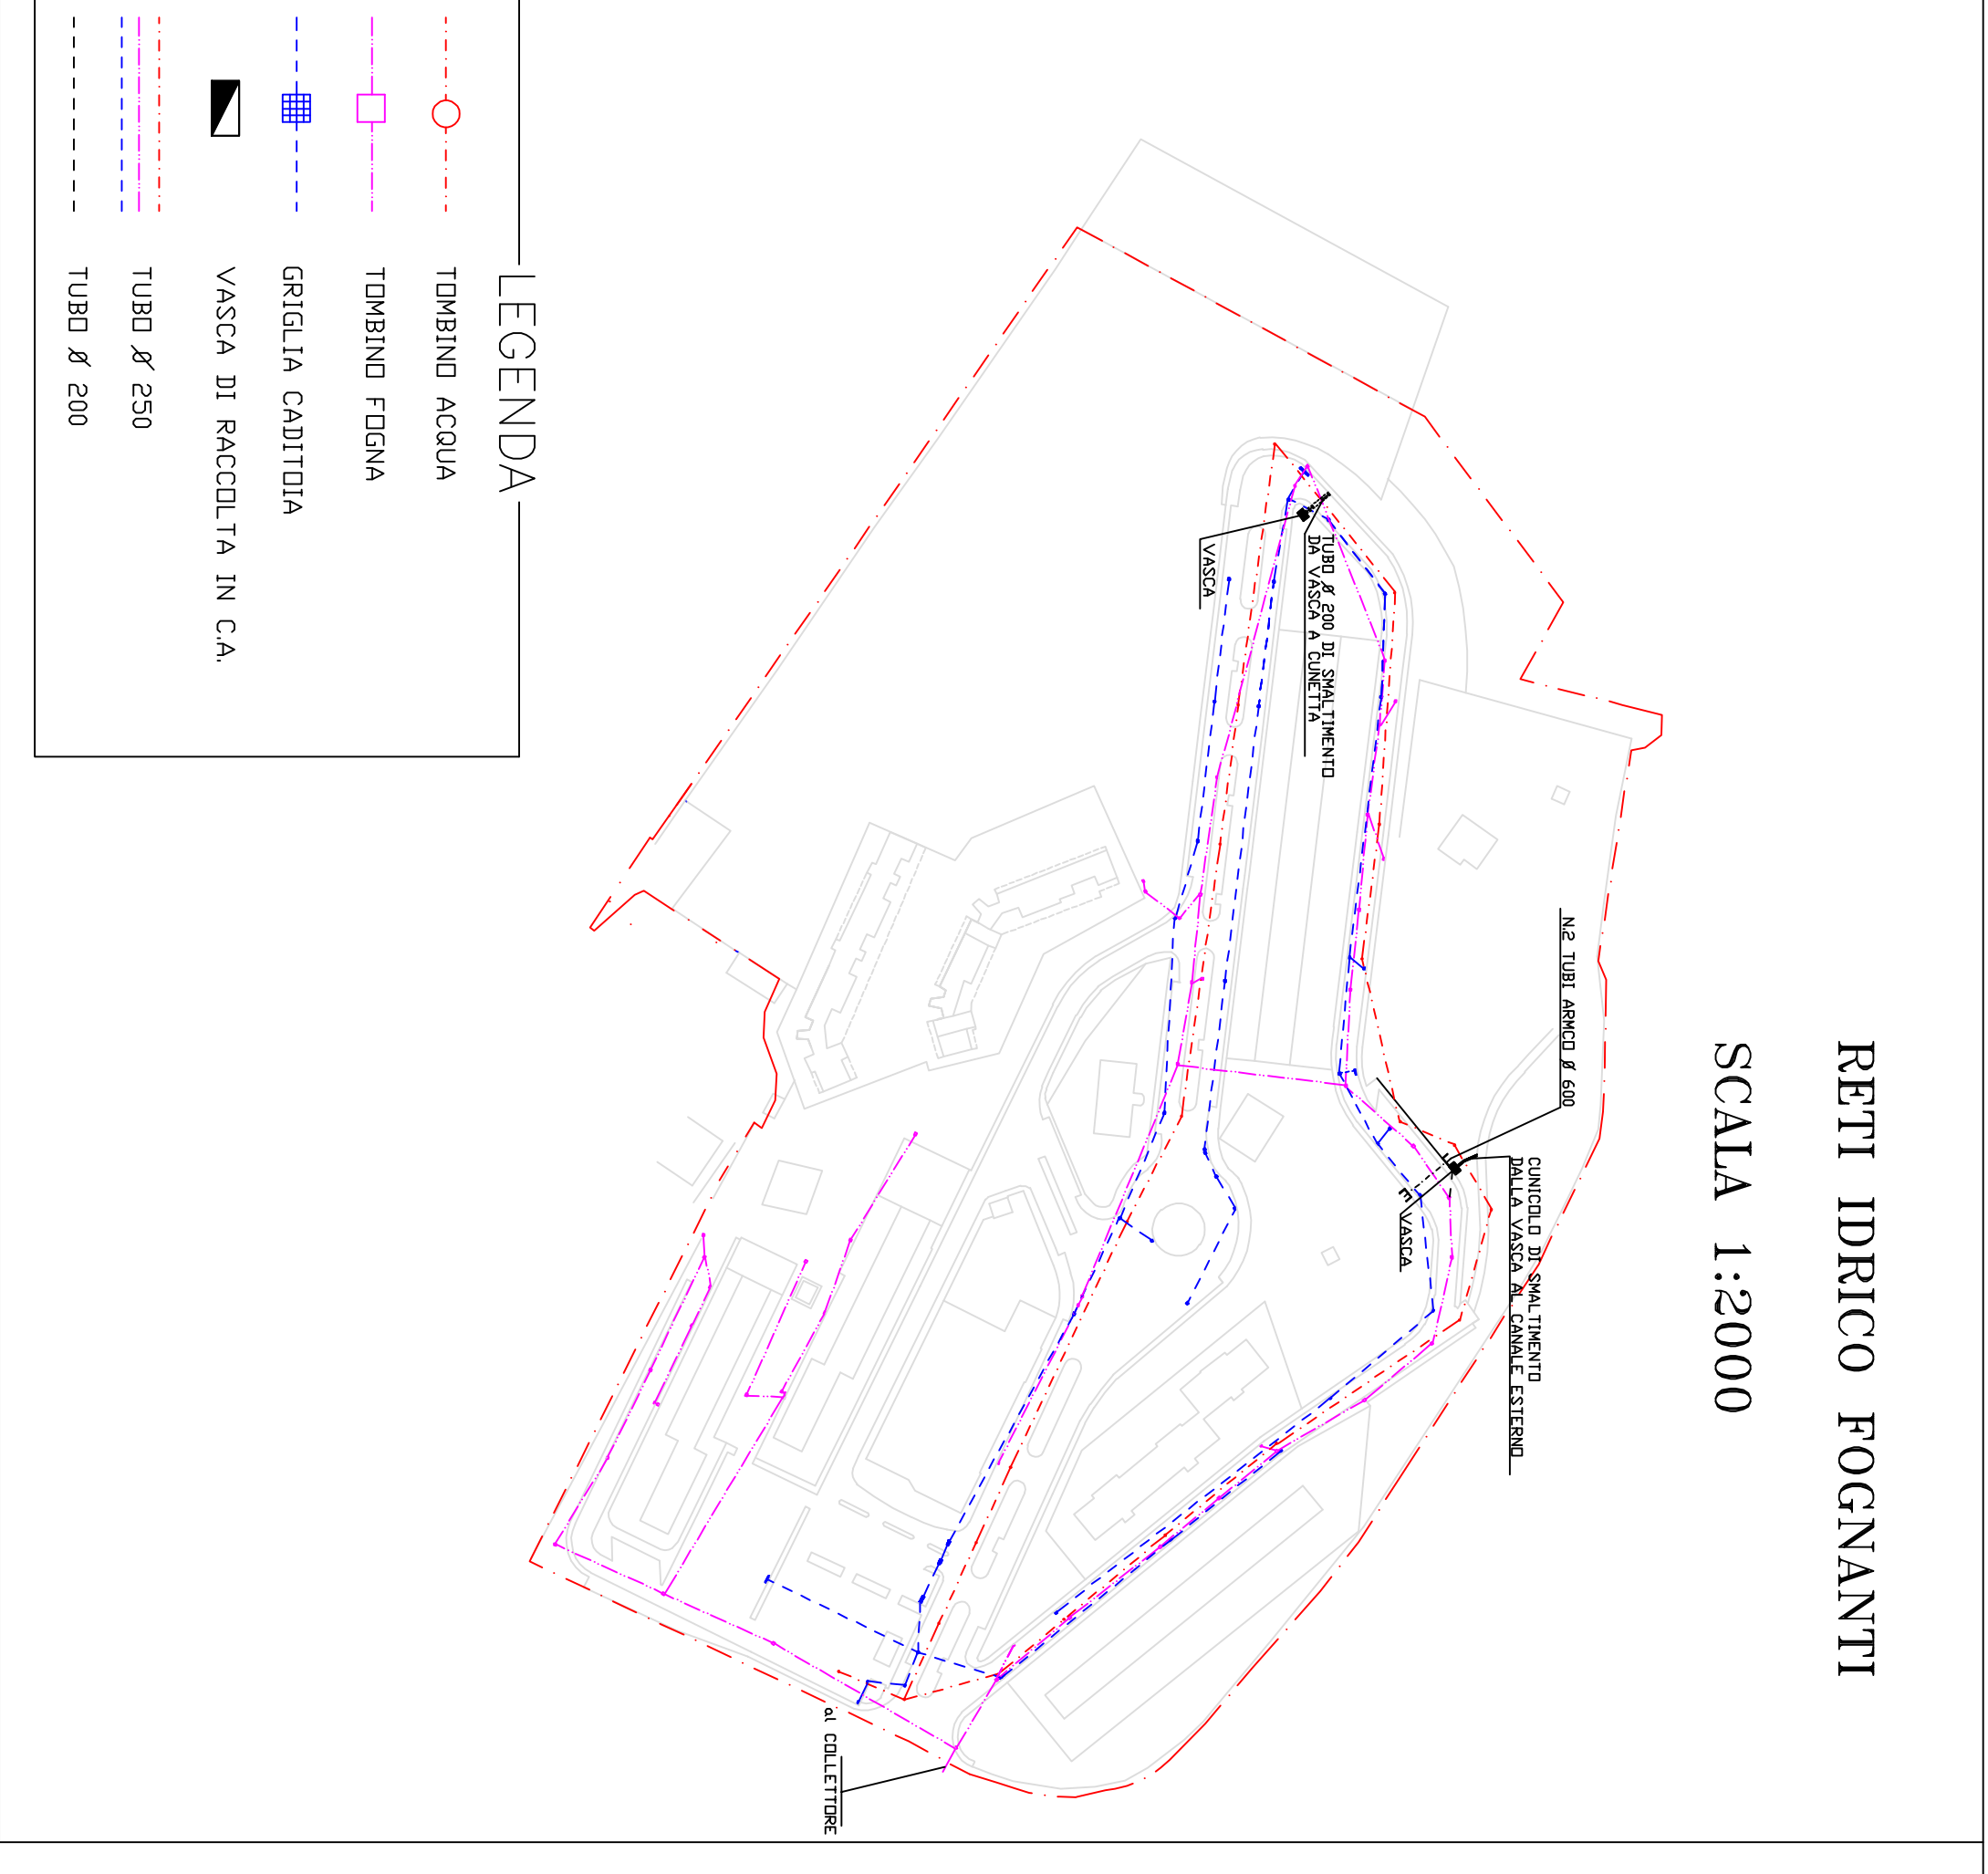 RETI IDRICO FOGNANTI
SCALA 1:2000
N.2 TUBI ARMCO Ø 600
CUNICOLO DI SMALTIMENTO
DALLA VASCA AL CANALE ESTERNO
VASCA
TUBO Ø 200 DI SMALTIMENTO
DA VASCA A CUNETTA
VASCA
al COLLETTORE
LEGENDA
TOMBINO ACQUA
TOMBINO FOGNA
GRIGLIA CADITOIA
VASCA DI RACCOLTA IN C.A.
TUBO Ø 250
TUBO Ø 200